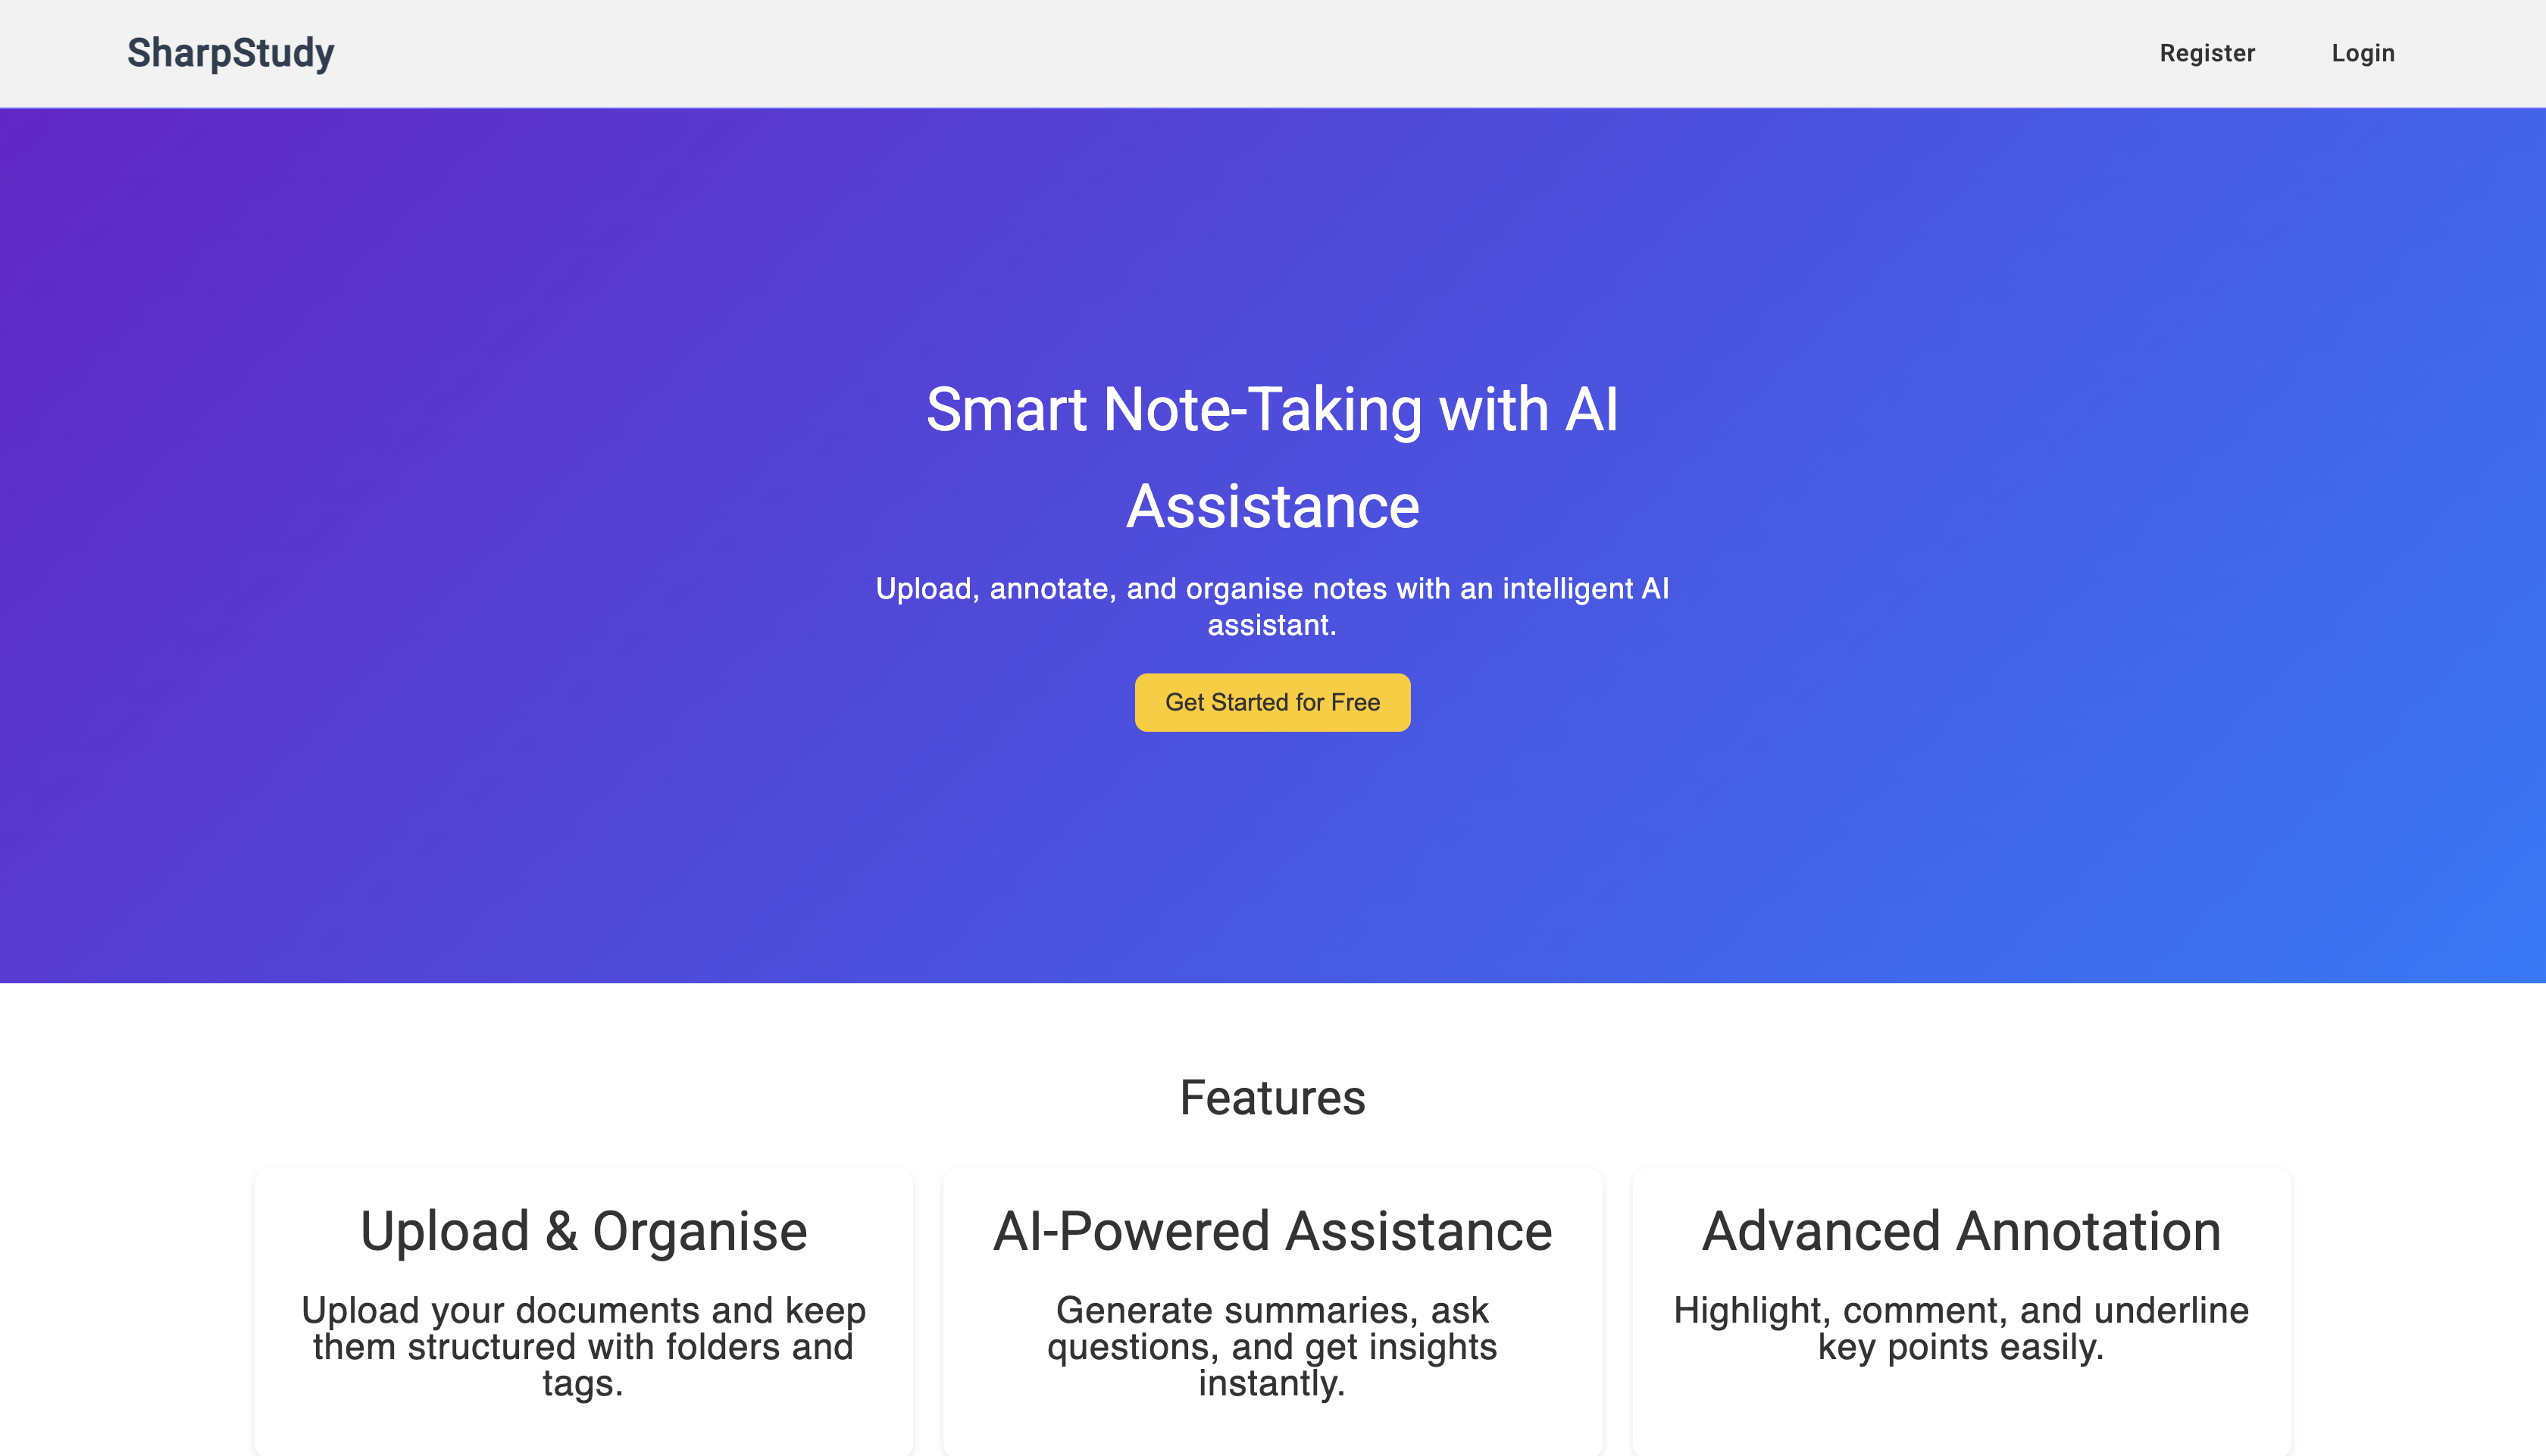 SharpStudy
Register
Login
Smart Note-Taking with AI
Assistance
Upload, annotate, and organise notes with an intelligent AI
assistant.
Get Started for Free
Features
Upload & Organise
Upload your documents and keep
them structured with folders and
tags.
AI-Powered Assistance
Generate summaries, ask
questions, and get insights
instantly.
Advanced Annotation
Highlight, comment, and underline
key points easily.